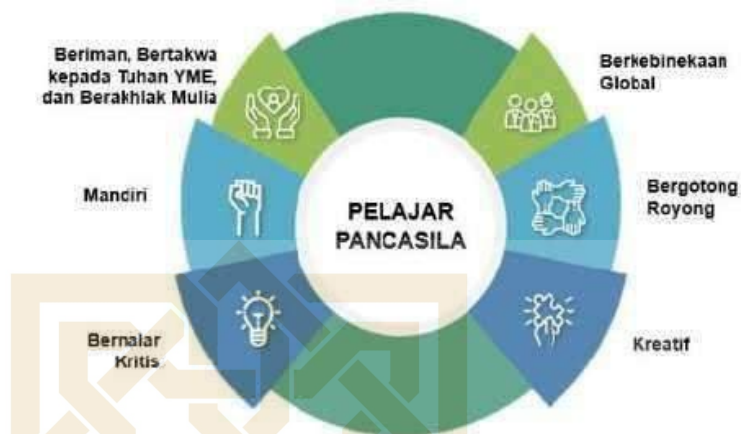 Beriman, Bertakwa
kepada Tuhan YME,
dan Berakhlak Mulia
Berkebinekaan
Global
Mandiri
Bergotong
Royong
PELAJAR
PANCASILA
Bernalar
Kritis
Kreatif